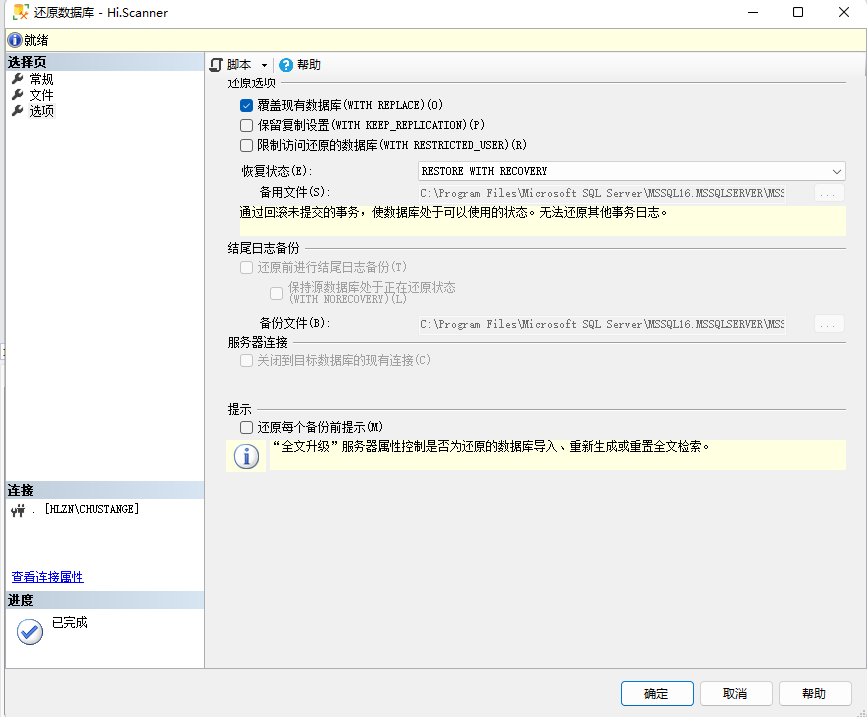 还原数据库 - Hi.Scanner
就绪
选择页
常规
文件
选项
脚本
帮助
还原选项
覆盖现有数据库(WITH REPLACE)(O)
保留复制设置(WITH KEEP_REPLICATION)(P)
限制访问还原的数据库(WITH RESTRICTED_USER)(R)
恢复状态(E): RESTORE WITH RECOVERY
备用文件(S): C:\Program Files\Microsoft SQL Server\MSSQL16.MSSQLSERVER\MSS ...
通过回滚未提交的事务，使数据库处于可以使用的状态。无法还原其他事务日志。
结尾日志备份
还原前进行结尾日志备份(T)
保持源数据库处于正在还原状态
(WITH NORECOVERY)(L)
备份文件(B): C:\Program Files\Microsoft SQL Server\MSSQL16.MSSQLSERVER\MSS ...
服务器连接
关闭到目标数据库的现有连接(C)
提示
还原每个备份前提示(M)
“全文升级”服务器属性控制是否为还原的数据库导入、重新生成或重置全文检索。
连接
. [HLZN\CHUSTANGE]
查看连接属性
进度
已完成
确定
取消
帮助